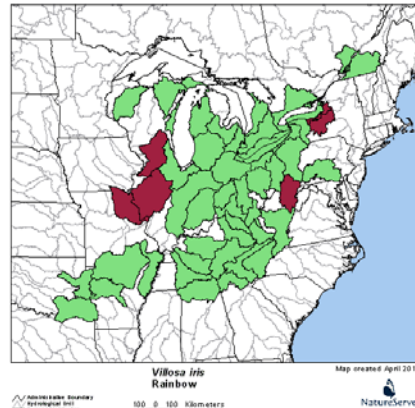 Villosa iris
Rainbow
Map created April 201
Administrative Boundary
Hydrological Unit
100 0 100 Kilometers
NatureServe